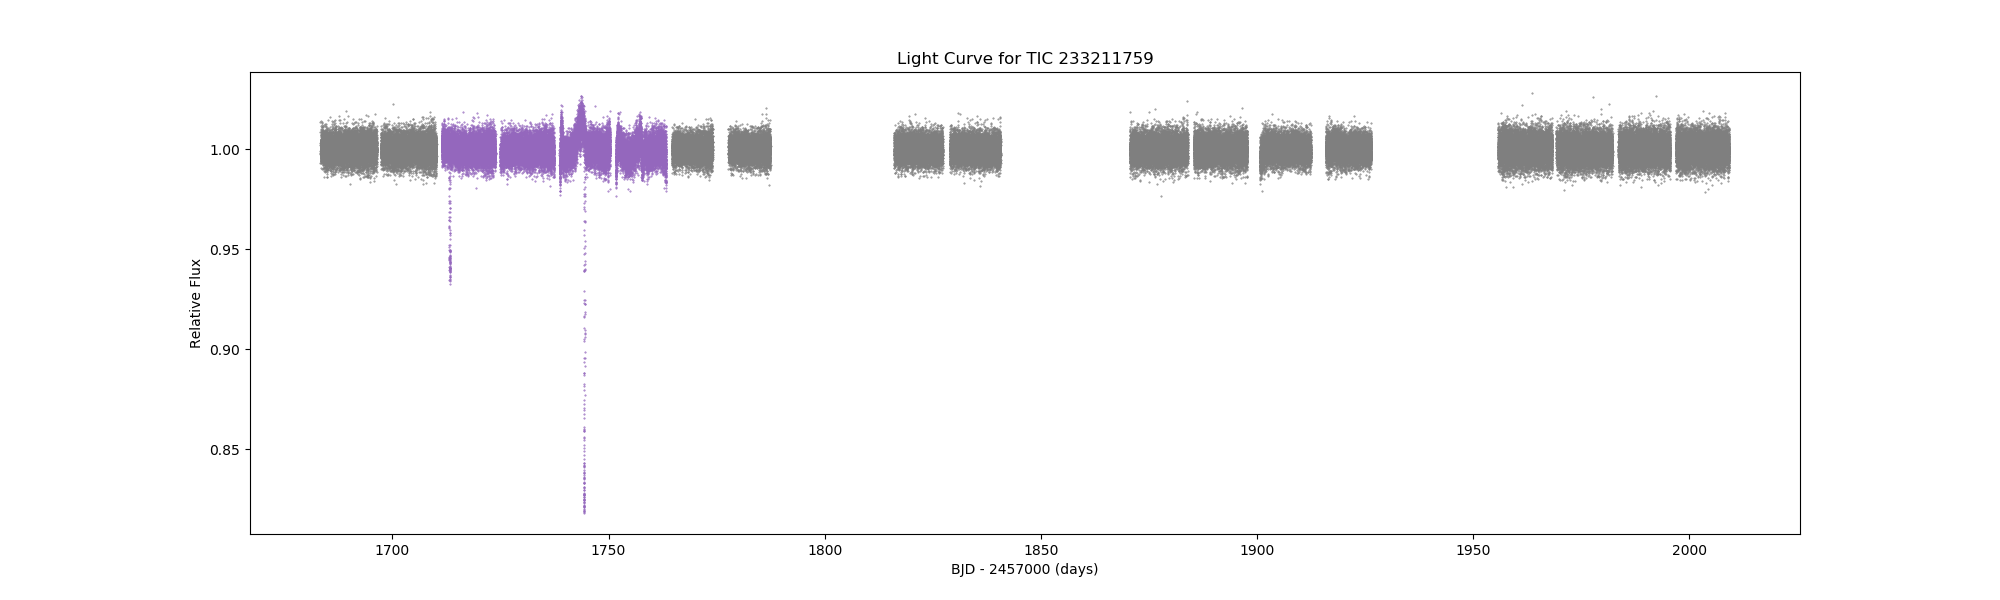 Light Curve for TIC 233211759
Relative Flux
1.00
0.95
0.90
0.85
1700 1750 1800 1850 1900 1950 2000
BJD - 2457000 (days)